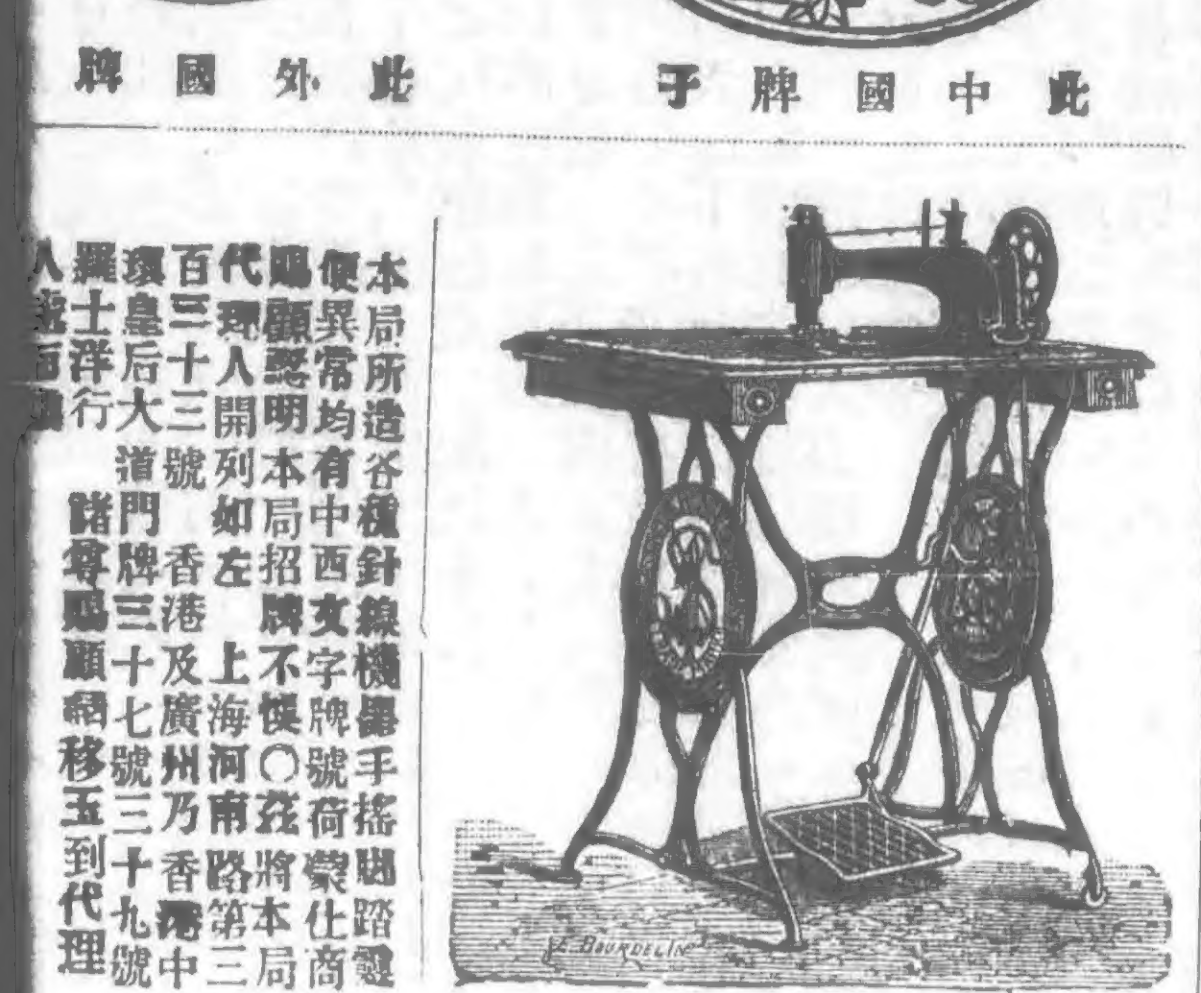 此中國牌子
此外國牌
本局所造各種針線機器手搖脚踏靈
便異常均有中西文字牌號荷蒙仕商
賜顧認明本局招牌不悞〇茲將本局
代理人開列如左 上海河南路第三
百三十三號 香港及廣州乃香港中
環皇后大道門牌三十七號三十九號
羅士洋行 諸尊賜顧請移玉到代理
人
V. BOURDELIN